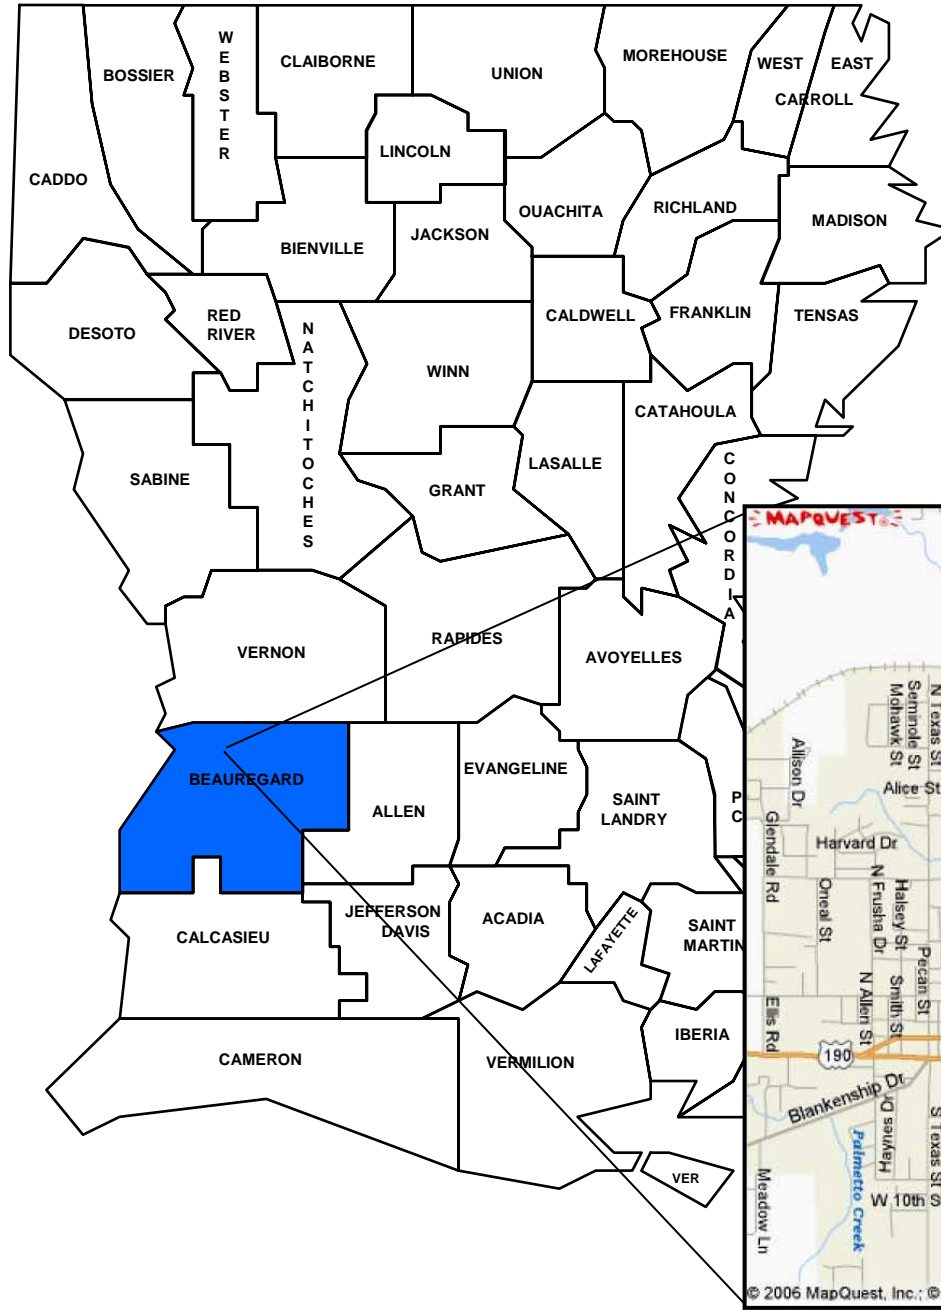 WEBSTER
CLAIBORNE
UNION
MOREHOUSE
WEST
EAST
CARROLL
BOSSIER
LINCOLN
CADDO
OUACHITA
RICHLAND
MADISON
BIENVILLE
JACKSON
RED
RIVER
DESOTO
NATCHITOCHES
CALDWELL
FRANKLIN
TENSAS
WINN
CATAHOULA
SABINE
GRANT
LASALLE
CONCORDIA
VERNON
RAPIDES
AVOYELLES
BEAUREGARD
ALLEN
EVANGELINE
SAINT
LANDRY
P
C
CALCASIEU
JEFFERSON
DAVIS
ACADIA
LAFAYETTE
SAINT
MARTIN
CAMERON
VERMILION
IBERIA
VER
MAPQUEST
N Texas St
Seminole St
Mohawk St
Allison Dr
Alice St
Glendale Rd
Harvard Dr
Oneal St
N Frusha Dr
Halsey St
Pecan St
N Allen St
Smith St
Ellis Rd
190
Blankenship Dr
Haynes Dr
S Texas St
Palmetto Creek
W 10th S
Meadow Ln
© 2006 MapQuest, Inc.; ©